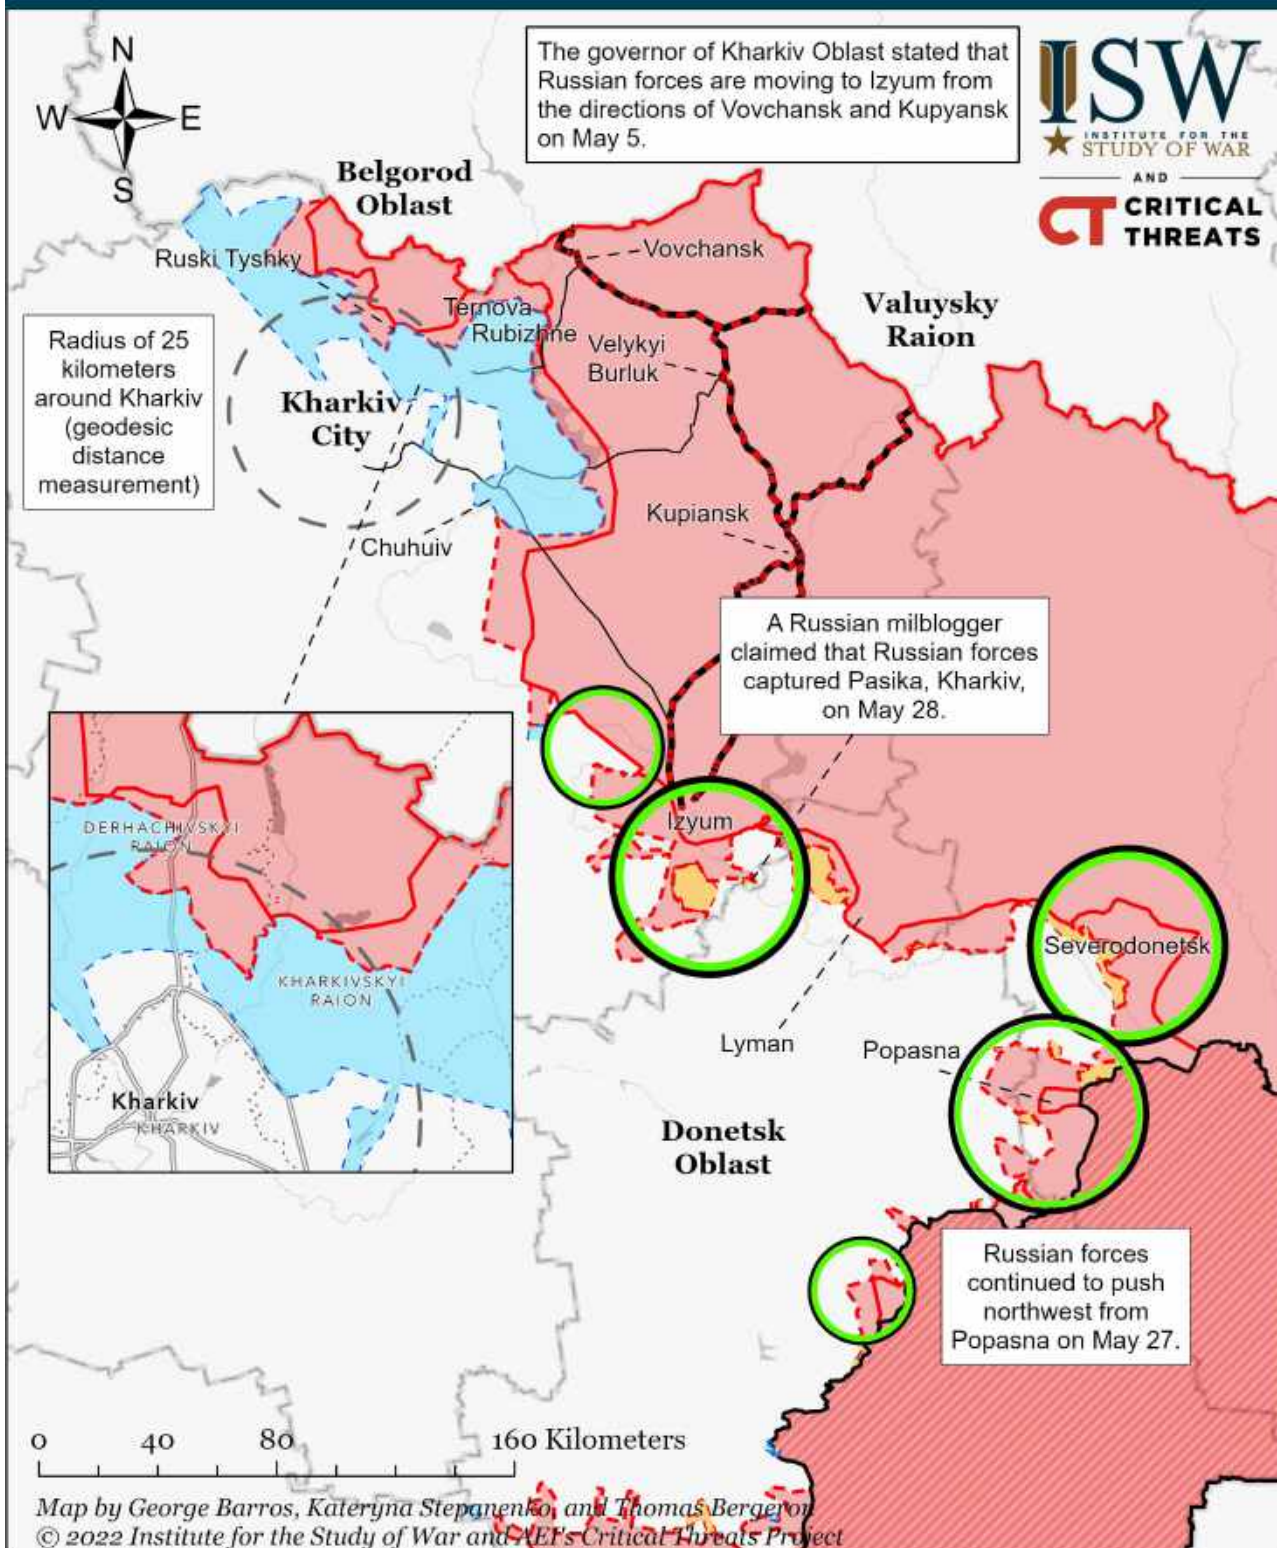 N
W
E
S
The governor of Kharkiv Oblast stated that
Russian forces are moving to Izyum from
the directions of Vovchansk and Kupyansk
on May 5.
ISW
INSTITUTE FOR THE
STUDY OF WAR
AND
CT CRITICAL
THREATS
Belgorod
Oblast
Ruski Tyshky
Vovchansk
Ternova
Rubizhne
Valuysky
Raion
Velykyi
Burluk
Radius of 25
kilometers
around Kharkiv
(geodesic
distance
measurement)
Kharkiv
City
Kupiansk
Chuhuiv
A Russian milblogger
claimed that Russian forces
captured Pasika, Kharkiv,
on May 28.
Izyum
DERHACHIVSKYI
RAION
KHARKIVSKYI
RAION
Kharkiv
KHARKIV
Severodonetsk
Lyman
Popasna
Donetsk
Oblast
Russian forces
continued to push
northwest from
Popasna on May 27.
0 40 80 160 Kilometers
Map by George Barros, Kateryna Stepanenko, and Thomas Bergeron
© 2022 Institute for the Study of War and AEI's Critical Threats Project